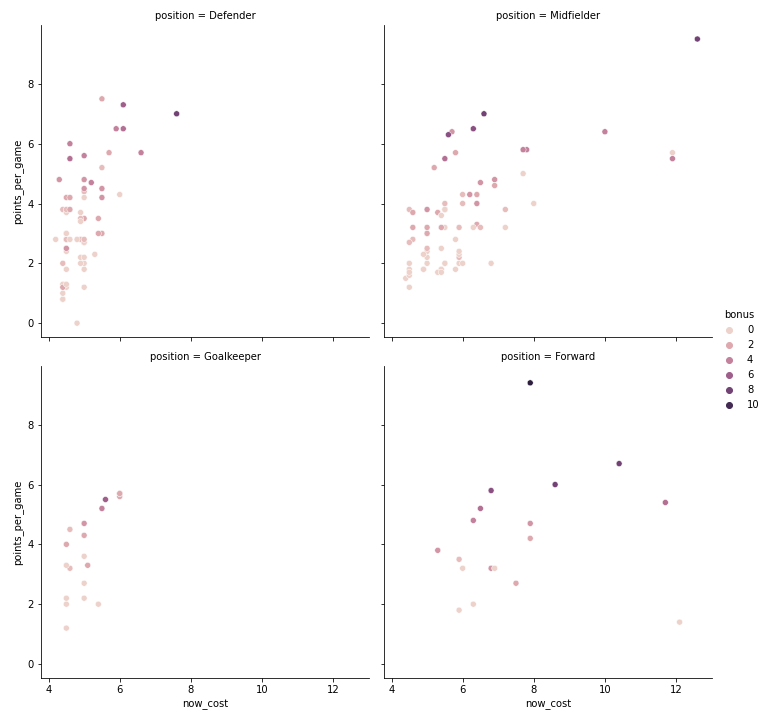 position = Defender
position = Midfielder
points_per_game
8
6
4
2
0
position = Goalkeeper
position = Forward
bonus
0
2
4
6
8
10
points_per_game
8
6
4
2
0
4 6 8 10 12
4 6 8 10 12
now_cost
now_cost